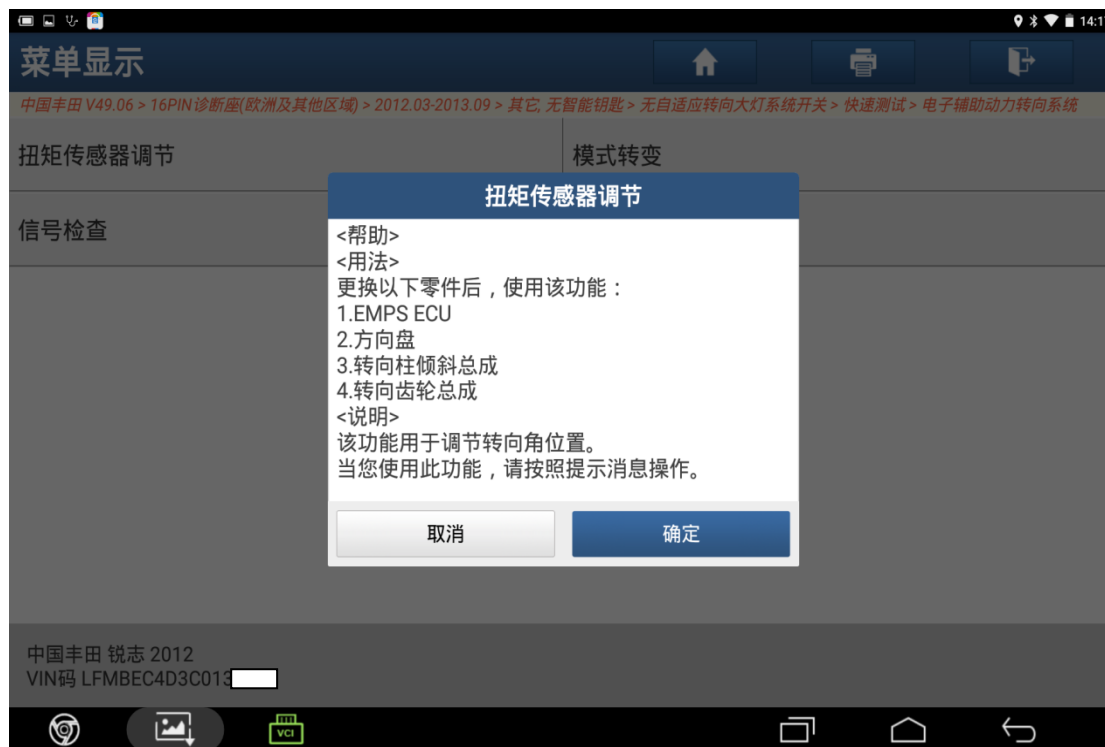 14:1
菜单显示
中国丰田 V49.06 > 16PIN诊断座(欧洲及其他区域) > 2012.03-2013.09 > 其它, 无智能钥匙 > 无自适应转向大灯系统开关 > 快速测试 > 电子辅助动力转向系统
扭矩传感器调节
模式转变
信号检查
扭矩传感器调节
<帮助>
<用法>
更换以下零件后，使用该功能：
1.EMPS ECU
2.方向盘
3.转向柱倾斜总成
4.转向齿轮总成
<说明>
该功能用于调节转向角位置。
当您使用此功能，请按照提示消息操作。
取消
确定
中国丰田 锐志 2012
VIN码 LFMBEC4D3C013
VCI